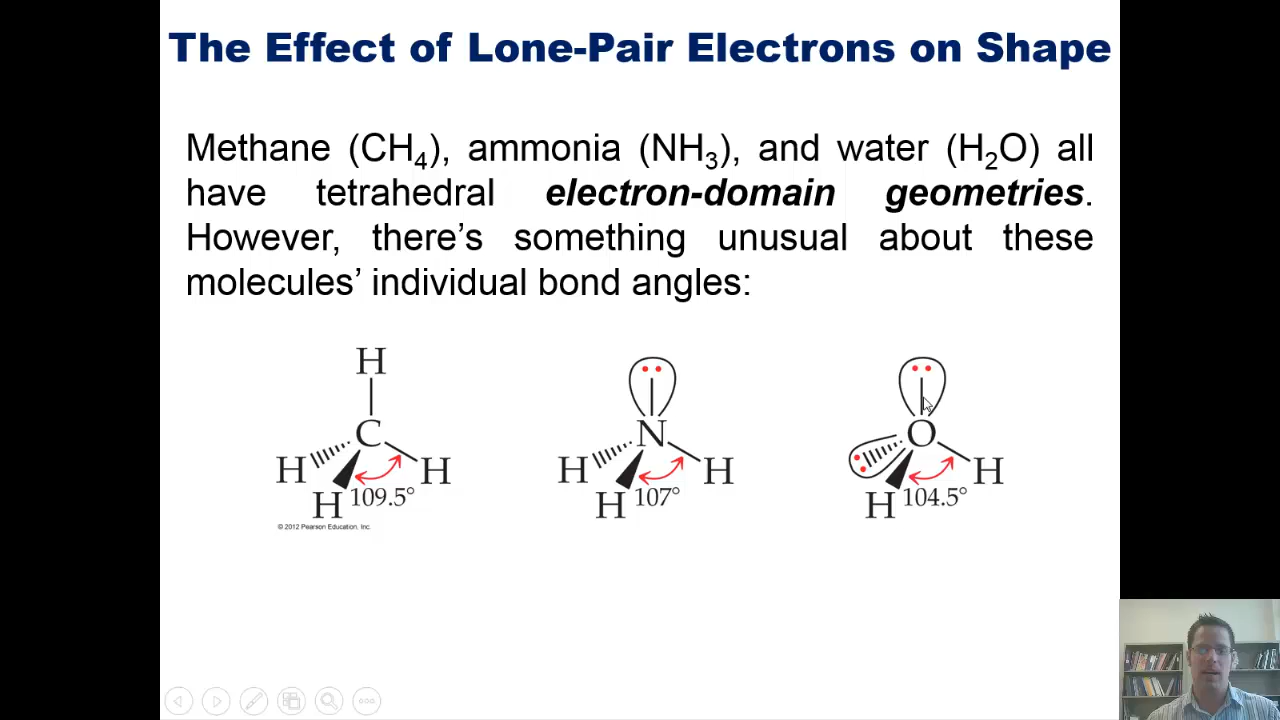 The Effect of Lone-Pair Electrons on Shape
Methane (CH₄), ammonia (NH₃), and water (H₂O) all
have tetrahedral electron-domain geometries.
However, there’s something unusual about these
molecules’ individual bond angles:
H
C
H
H
H
109.5°
© 2012 Pearson Education, Inc.
N
H
H
H
107°
O
H
H
104.5°